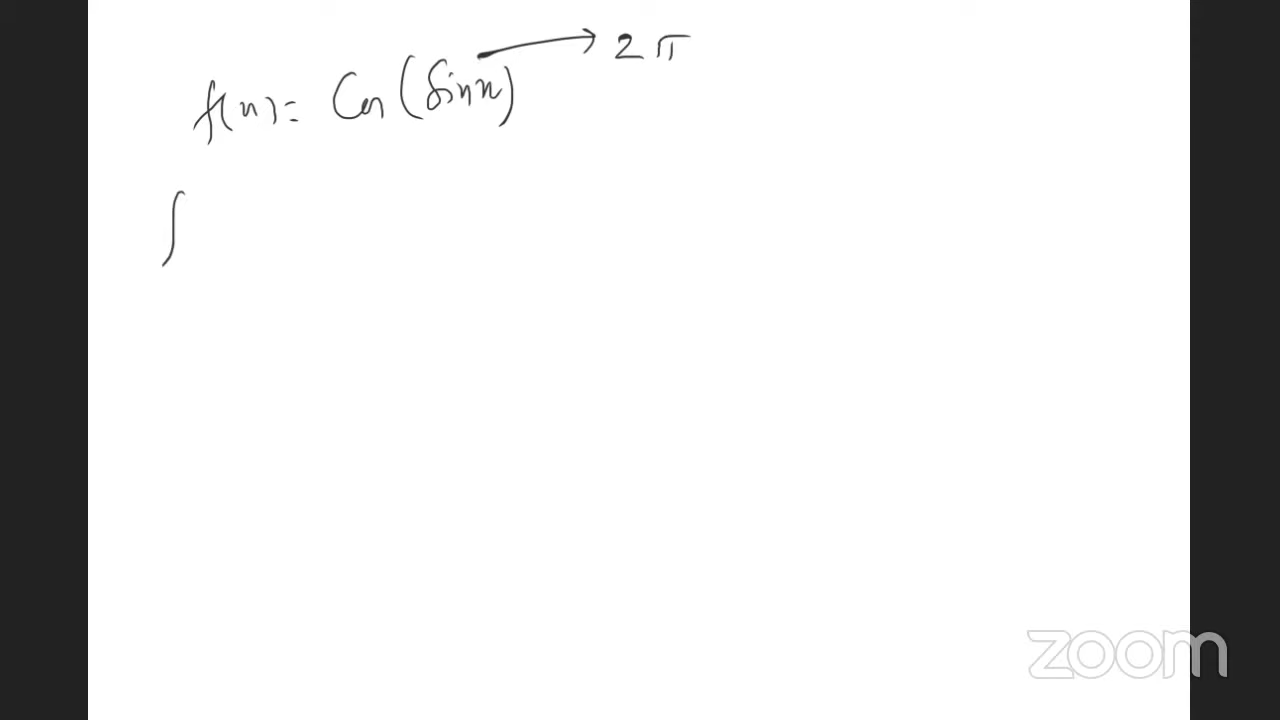 f(x) = Cos (Sinx) → 2π
∫
zoom